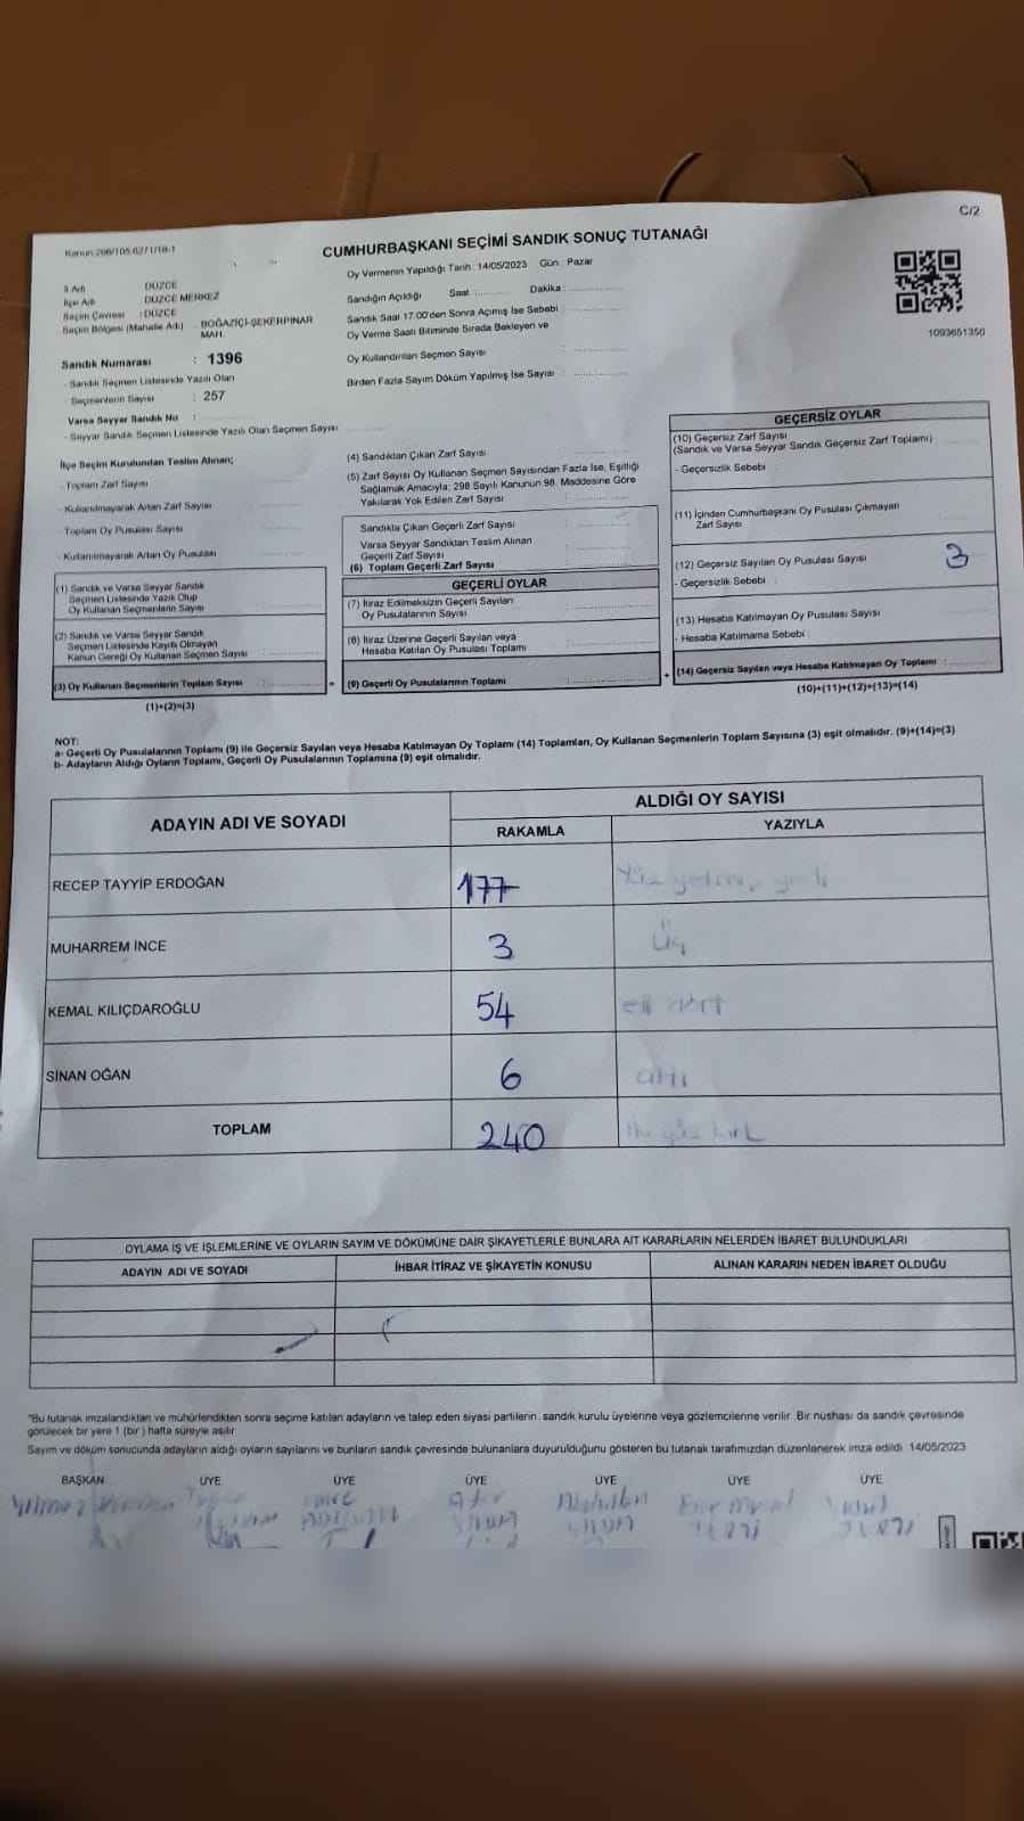 C/2
CUMHURBAŞKANI SEÇİMİ SANDIK SONUÇ TUTANAĞI
Oy Vermenin Yapıldığı Tarih : 14/05/2023 Gün : Pazar
İl Adı DÜZCE
İlçe Adı DÜZCE MERKEZ
Seçim Çevresi : DÜZCE
Seçim Bölgesi (Mahalle Adı) BOĞAZİÇİ-ŞEKERPINAR
MAH.
Sandık Numarası : 1396
- Sandık Seçmen Listesinde Yazılı Olan
Seçmenlerin Sayısı : 257
Varsa Seyyar Sandık No :
- Seyyar Sandık Seçmen Listesinde Yazılı Olan Seçmen Sayısı
Sandığın Açıldığı Saat : Dakika :
Sandık Saat 17.00'den Sonra Açılmış İse Sebebi
Oy Verme Saati Bitiminde Sırada Bekleyen ve
Oy Kullandırılan Seçmen Sayısı
Birden Fazla Sayım Döküm Yapılmış İse Sayısı
1093651350
İlçe Seçim Kurulundan Teslim Alınan;
- Toplam Zarf Sayısı
- Kullanılmayarak Artan Zarf Sayısı
Toplam Oy Pusulası Sayısı
- Kullanılmayarak Artan Oy Pusulası
(1) Sandık ve Varsa Seyyar Sandık
Seçmen Listesinde Yazılı Olup
Oy Kullanan Seçmenlerin Sayısı
(2) Sandık ve Varsa Seyyar Sandık
Seçmen Listesinde Kayıtlı Olmayan
Kanun Gereği Oy Kullanan Seçmen Sayısı
(3) Oy Kullanan Seçmenlerin Toplam Sayısı
(1)+(2)=(3)
(4) Sandıktan Çıkan Zarf Sayısı
(5) Zarf Sayısı Oy Kullanan Seçmen Sayısından Fazla İse, Eşitliği
Sağlamak Amacıyla; 298 Sayılı Kanunun 98. Maddesine Göre
Yakılarak Yok Edilen Zarf Sayısı
Sandıkta Çıkan Geçerli Zarf Sayısı
Varsa Seyyar Sandıktan Teslim Alınan
Geçerli Zarf Sayısı
(6) Toplam Geçerli Zarf Sayısı
GEÇERLİ OYLAR
(7) İtiraz Edilmeksizin Geçerli Sayılan
Oy Pusulalarının Sayısı
(8) İtiraz Üzerine Geçerli Sayılan veya
Hesaba Katılan Oy Pusulası Toplamı
(9) Geçerli Oy Pusulalarının Toplamı
GEÇERSİZ OYLAR
(10) Geçersiz Zarf Sayısı
(Sandık ve Varsa Seyyar Sandık Geçersiz Zarf Toplamı)
- Geçersizlik Sebebi
(11) İçinden Cumhurbaşkanı Oy Pusulası Çıkmayan
Zarf Sayısı
(12) Geçersiz Sayılan Oy Pusulası Sayısı 3
- Geçersizlik Sebebi
(13) Hesaba Katılmayan Oy Pusulası Sayısı
- Hesaba Katılmama Sebebi
(14) Geçersiz Sayılan veya Hesaba Katılmayan Oy Toplamı
(10)+(11)+(12)+(13)=(14)
NOT:
a- Geçerli Oy Pusulalarının Toplamı (9) ile Geçersiz Sayılan veya Hesaba Katılmayan Oy Toplamı (14) Toplamları, Oy Kullanan Seçmenlerin Toplam Sayısına (3) eşit olmalıdır. (9)+(14)=(3)
b- Adayların Aldığı Oyların Toplamı, Geçerli Oy Pusulalarının Toplamına (9) eşit olmalıdır.
ADAYIN ADI VE SOYADI ALDIĞI OY SAYISI
RAKAMLA YAZIYLA
RECEP TAYYİP ERDOĞAN 177 Yüz yetmiş yedi
MUHARREM İNCE 3 üç
KEMAL KILIÇDAROĞLU 54 elli dört
SİNAN OĞAN 6 altı
TOPLAM 240 iki yüz kırk
OYLAMA İŞ VE İŞLEMLERİNE VE OYLARIN SAYIM VE DÖKÜMÜNE DAİR ŞİKAYETLERLE BUNLARA AİT KARARLARIN NELERDEN İBARET BULUNDUKLARI
ADAYIN ADI VE SOYADI İHBAR İTİRAZ VE ŞİKAYETİN KONUSU ALINAN KARARIN NEDEN İBARET OLDUĞU
"Bu tutanak imzalandıktan ve mühürlendikten sonra seçime katılan adayların ve talep eden siyasi partilerin, sandık kurulu üyelerine veya gözlemcilerine verilir. Bir nüshası da sandık çevresinde
görülecek bir yere 1 (bir) hafta süreyle asılır.
Sayım ve döküm sonucunda adayların aldığı oyların sayılarını ve bunların sandık çevresinde bulunanlara duyurulduğunu gösteren bu tutanak tarafımızdan düzenlenerek imza edildi. 14/05/2023
BAŞKAN ÜYE ÜYE ÜYE ÜYE ÜYE ÜYE